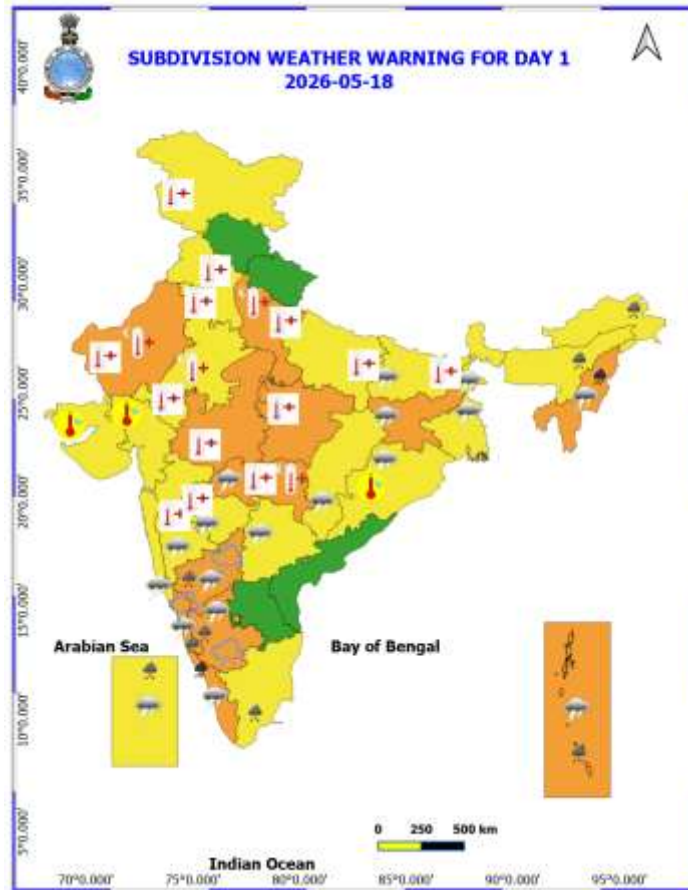 SUBDIVISION WEATHER WARNING FOR DAY 1
2026-05-18
40°0.000'
35°0.000'
30°0.000'
25°0.000'
20°0.000'
15°0.000'
10°0.000'
5°0.000'
Arabian Sea
Bay of Bengal
0 250 500 km
Indian Ocean
70°0.000' 75°0.000' 80°0.000' 85°0.000' 90°0.000' 95°0.000'